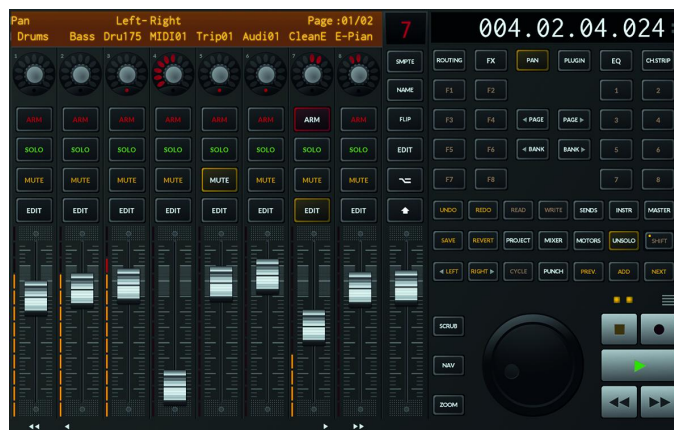 Pan Left-Right Page:01/02
Drums Bass Dru175 MIDI01 Trip01 Audi01 CleanE E-Pian
7
004.02.04.024
1 2 3 4 5 6 7 8
SMPTE
ROUTING FX PAN PLUGIN EQ CH.STRIP
NAME
F1 F2 1 2
ARM ARM ARM ARM ARM ARM ARM ARM FLIP
F3 F4 PAGE PAGE 3 4
SOLO SOLO SOLO SOLO SOLO SOLO SOLO SOLO EDIT
F5 F6 BANK BANK 5 6
MUTE MUTE MUTE MUTE MUTE MUTE MUTE MUTE
F7 F8 7 8
EDIT EDIT EDIT EDIT EDIT EDIT EDIT EDIT
UNDO REDO READ WRITE SENDS INSTR MASTER
SAVE REVERT PROJECT MIXER MOTORS UNSOLO SHIFT
LEFT RIGHT CYCLE PUNCH PREV. ADD NEXT
SCRUB
NAV
ZOOM